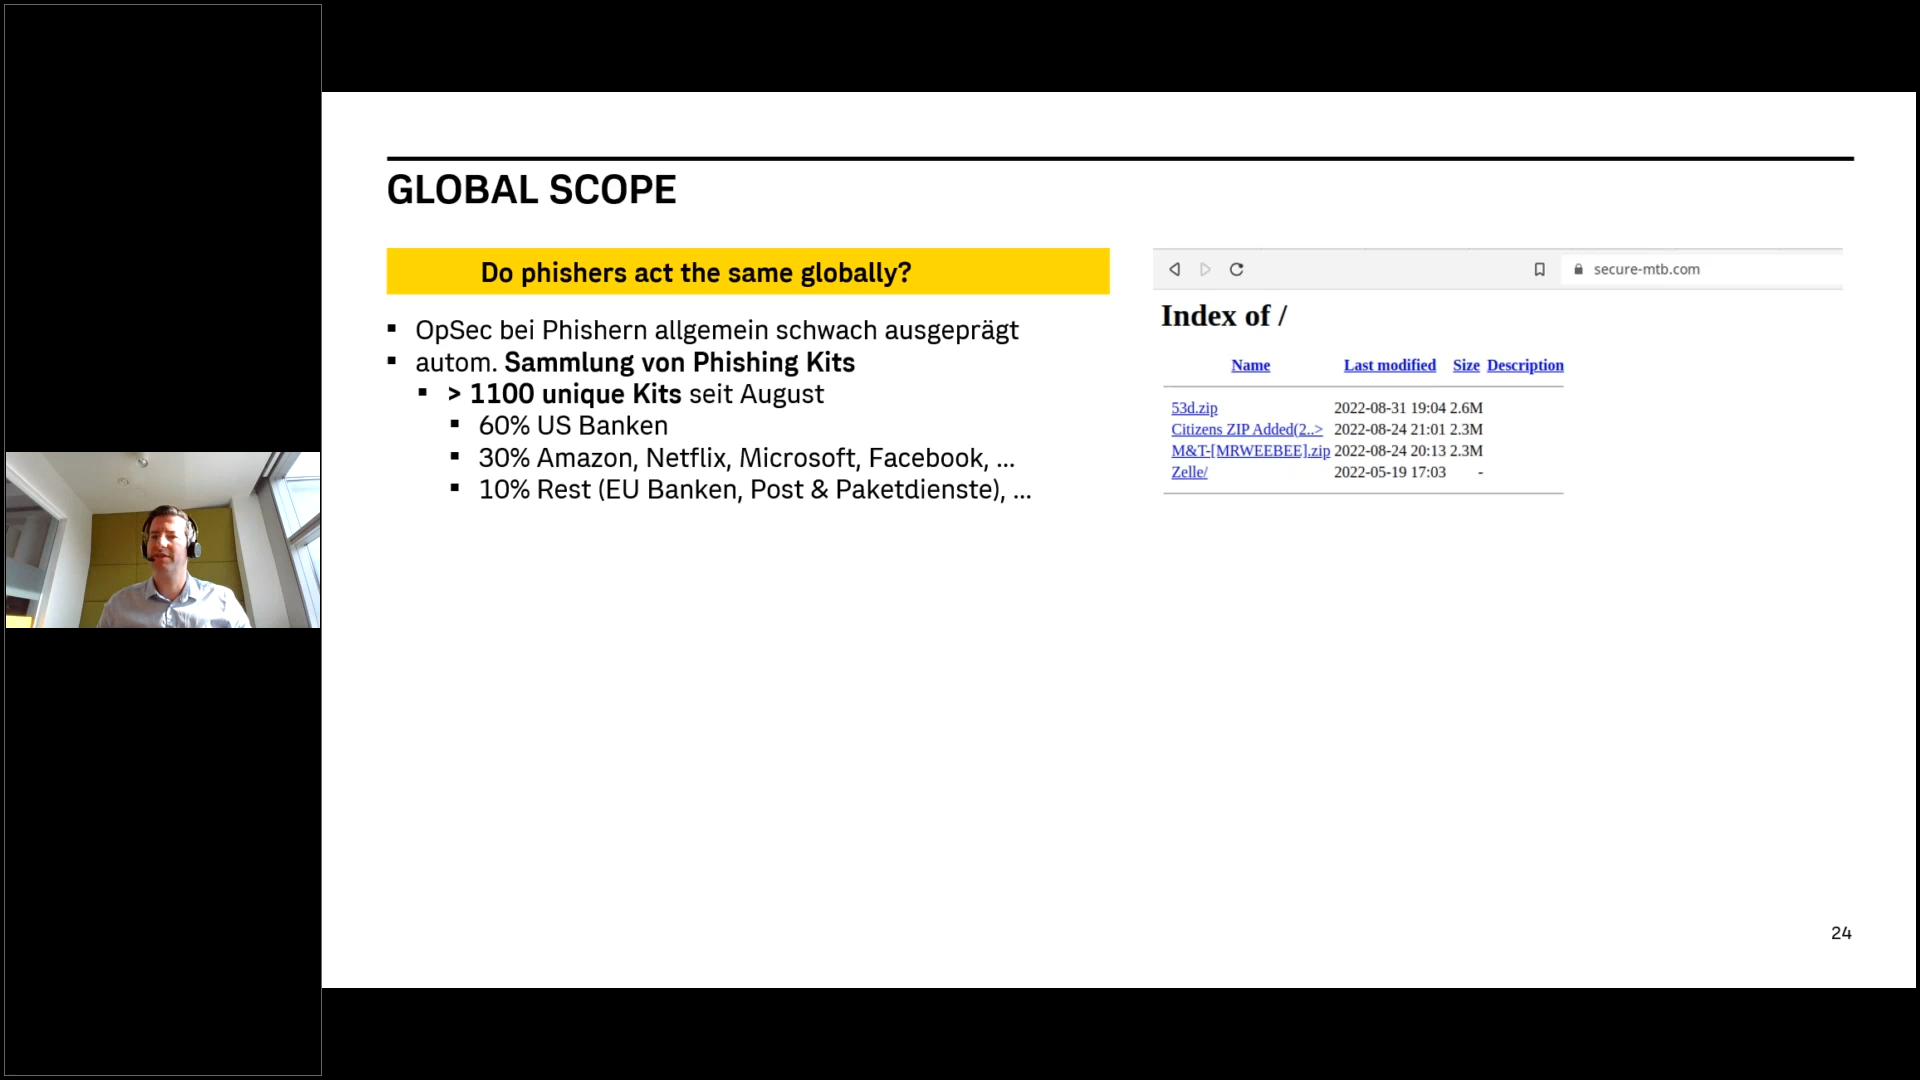 GLOBAL SCOPE
Do phishers act the same globally?
▪ OpSec bei Phishern allgemein schwach ausgeprägt
▪ autom. Sammlung von Phishing Kits
▪ > 1100 unique Kits seit August
▪ 60% US Banken
▪ 30% Amazon, Netflix, Microsoft, Facebook, ...
▪ 10% Rest (EU Banken, Post & Paketdienste), ...
secure-mtb.com
Index of /
Name Last modified Size Description
53d.zip 2022-08-31 19:04 2.6M
Citizens ZIP Added(2..> 2022-08-24 21:01 2.3M
M&T-[MRWEEBEE].zip 2022-08-24 20:13 2.3M
Zelle/ 2022-05-19 17:03 -
24